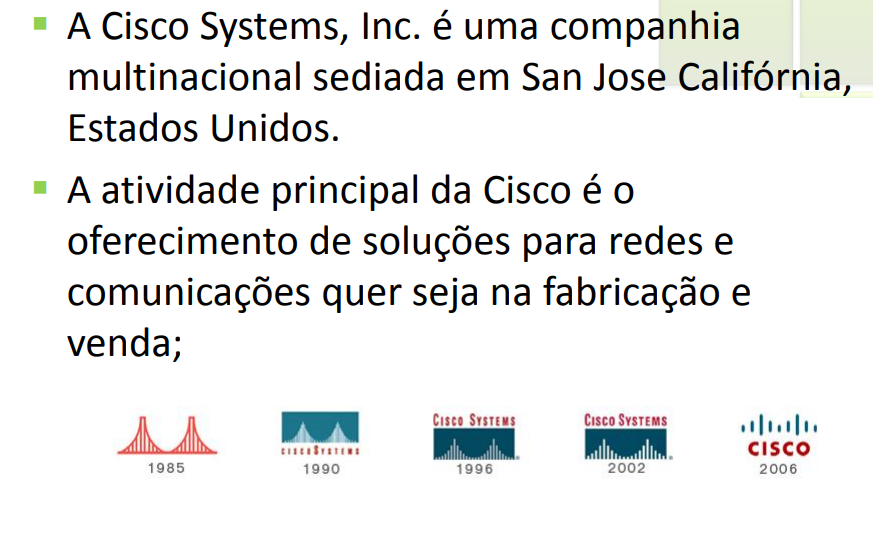 A Cisco Systems, Inc. é uma companhia
multinacional sediada em San Jose Califórnia,
Estados Unidos.
A atividade principal da Cisco é o
oferecimento de soluções para redes e
comunicações quer seja na fabricação e
venda;
CISCO SYSTEMS
CISCO SYSTEMS
CISCO SYSTEMS
CISCO
1985
1990
1996
2002
2006